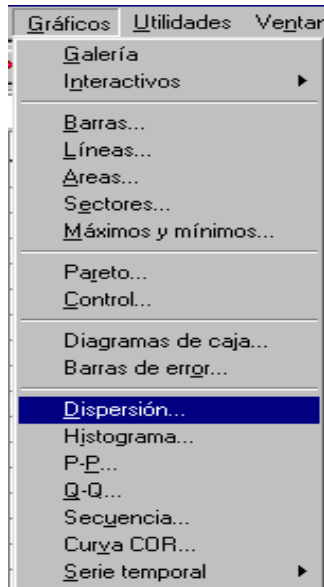 Gráficos Utilidades Ventan
Galería
Interactivos
Barras...
Líneas...
Areas...
Sectores...
Máximos y mínimos...
Pareto...
Control...
Diagramas de caja...
Barras de error...
Dispersión...
Histograma...
P-P...
Q-Q...
Secuencia...
Curva COR...
Serie temporal